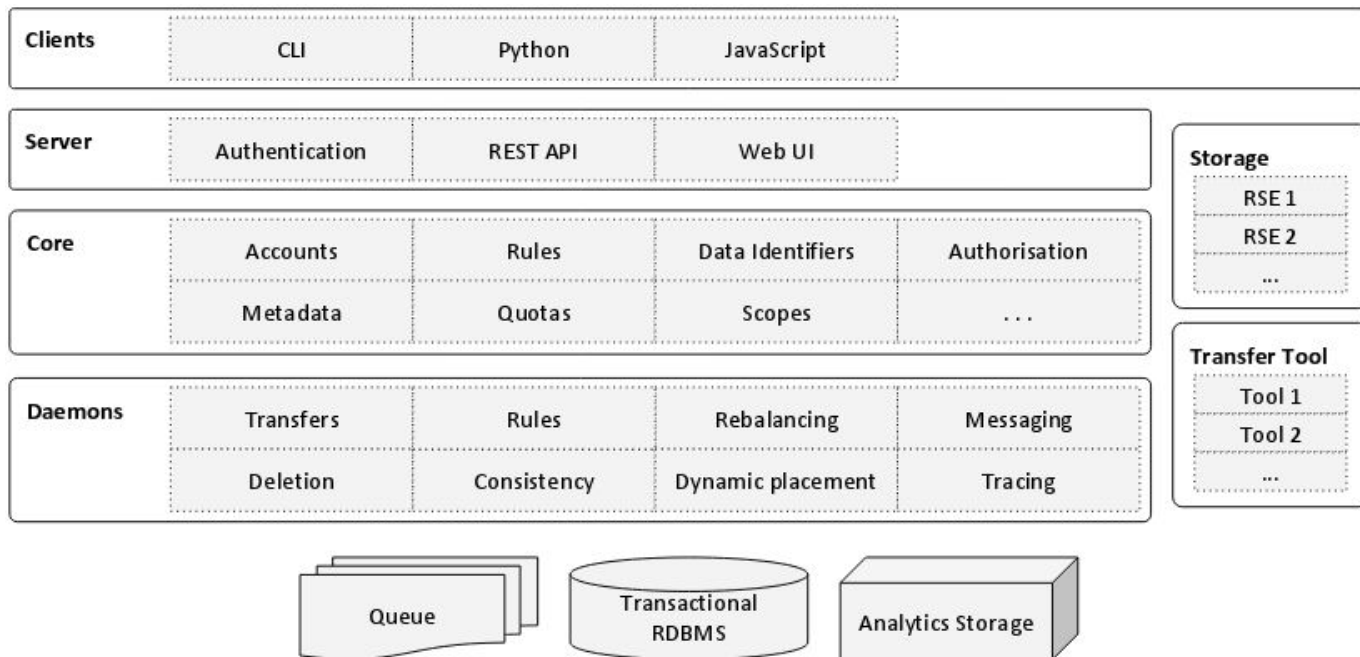 Clients
CLI Python JavaScript
Server
Authentication REST API Web UI
Core
Accounts Rules Data Identifiers Authorisation
Metadata Quotas Scopes . . .
Daemons
Transfers Rules Rebalancing Messaging
Deletion Consistency Dynamic placement Tracing
Storage
RSE 1
RSE 2
...
Transfer Tool
Tool 1
Tool 2
...
Queue
Transactional
RDBMS
Analytics Storage